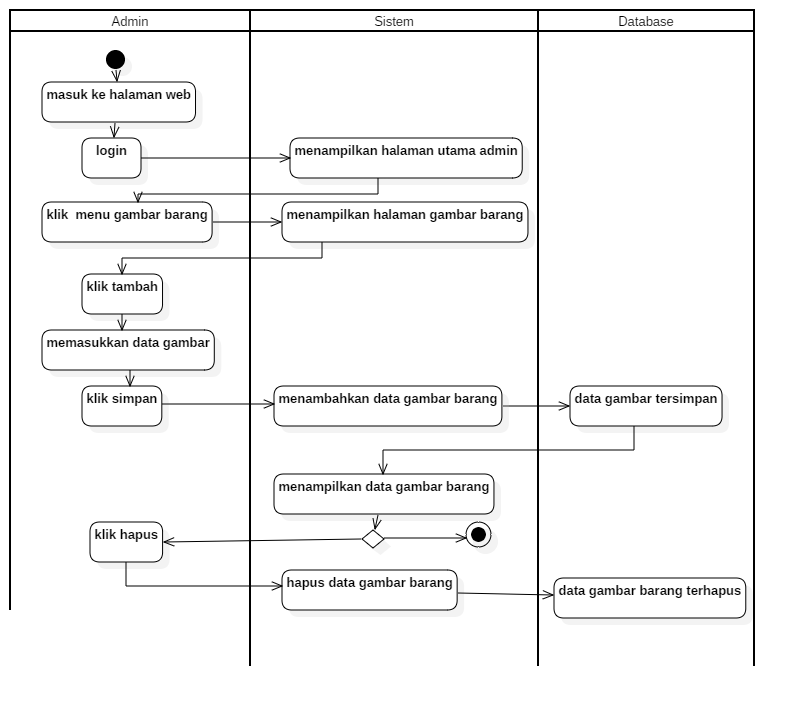 Admin
Sistem
Database
masuk ke halaman web
login
menampilkan halaman utama admin
klik  menu gambar barang
menampilkan halaman gambar barang
klik tambah
memasukkan data gambar
klik simpan
menambahkan data gambar barang
data gambar tersimpan
menampilkan data gambar barang
klik hapus
hapus data gambar barang
data gambar barang terhapus